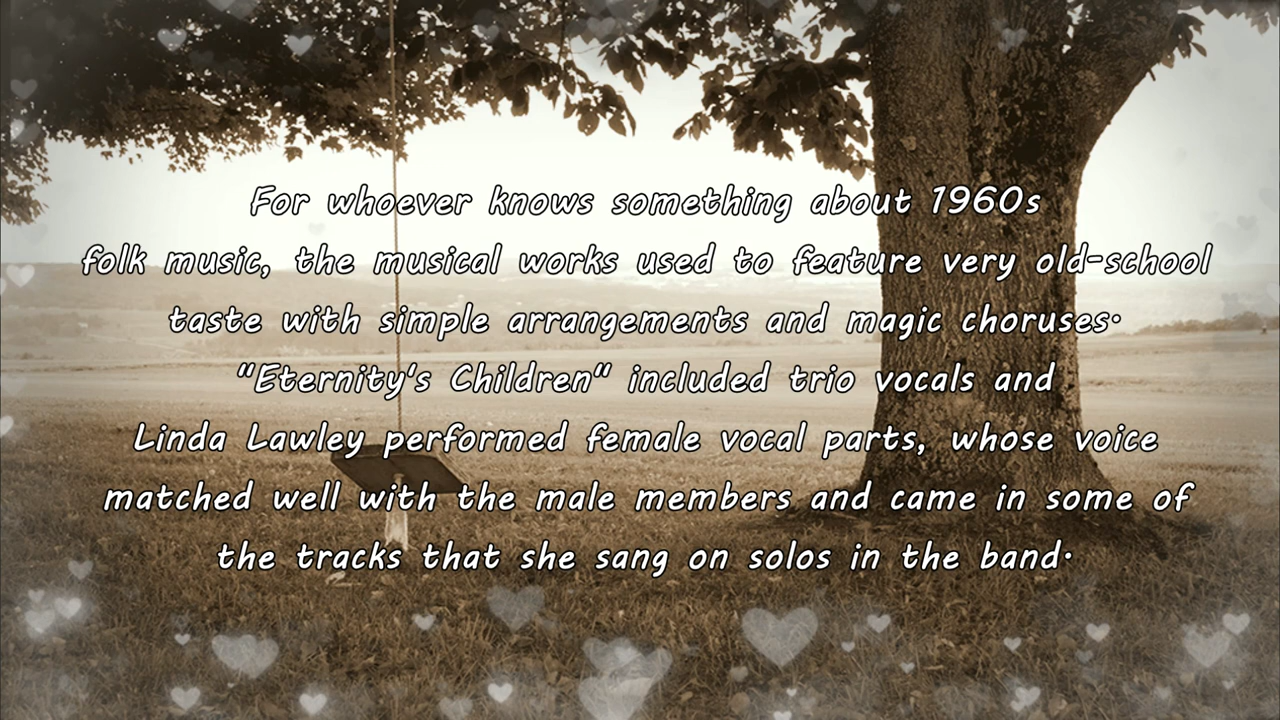 For whoever knows something about 1960s
folk music, the musical works used to feature very old-school
taste with simple arrangements and magic choruses.
"Eternity's Children" included trio vocals and
Linda Lawley performed female vocal parts, whose voice
matched well with the male members and came in some of
the tracks that she sang on solos in the band.